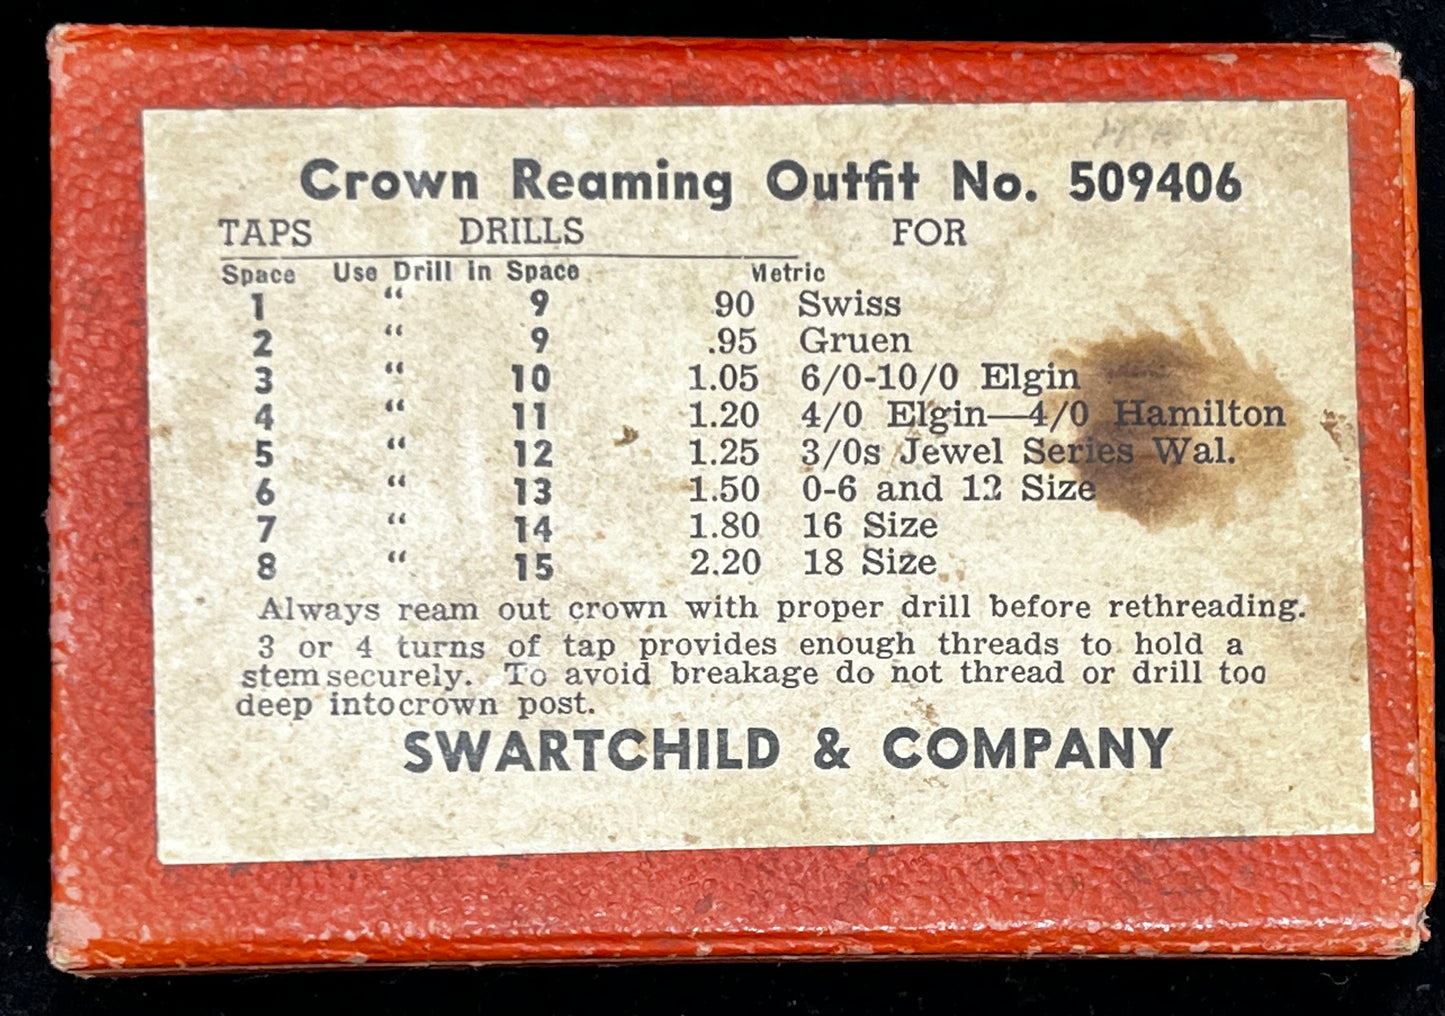 Crown Reaming Outfit No. 509406
TAPS DRILLS FOR
Space Use Drill in Space Metric
1 “ 9 .90 Swiss
2 “ 9 .95 Gruen
3 “ 10 1.05 6/0-10/0 Elgin
4 “ 11 1.20 4/0 Elgin—4/0 Hamilton
5 “ 12 1.25 3/0s Jewel Series Wal.
6 “ 13 1.50 0-6 and 12 Size
7 “ 14 1.80 16 Size
8 “ 15 2.20 18 Size
Always ream out crown with proper drill before rethreading.
3 or 4 turns of tap provides enough threads to hold a
stem securely. To avoid breakage do not thread or drill too
deep into crown post.
SWARTCHILD & COMPANY